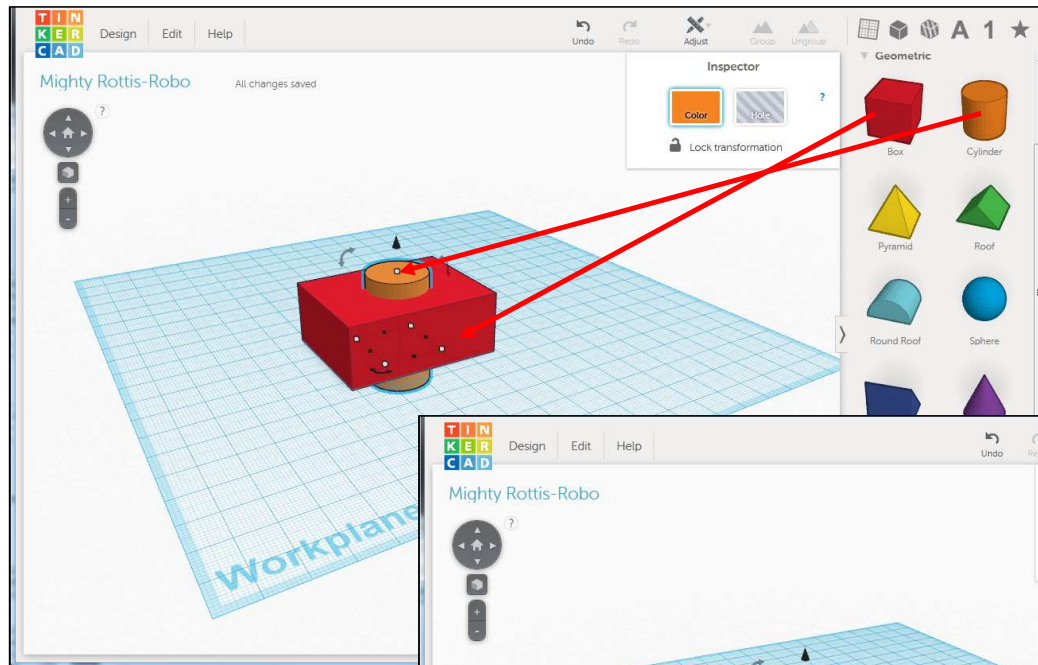 TIN
KER
CAD
Design Edit Help
Undo Redo Adjust Group Ungroup
A 1
Mighty Rottis-Robo
All changes saved
?
+
-
Inspector
Color Hole
?
Lock transformation
Geometric
Box Cylinder
Pyramid Roof
Round Roof Sphere
Workplane
TIN
KER
CAD
Design Edit Help
Undo
Mighty Rottis-Robo
?
+
-